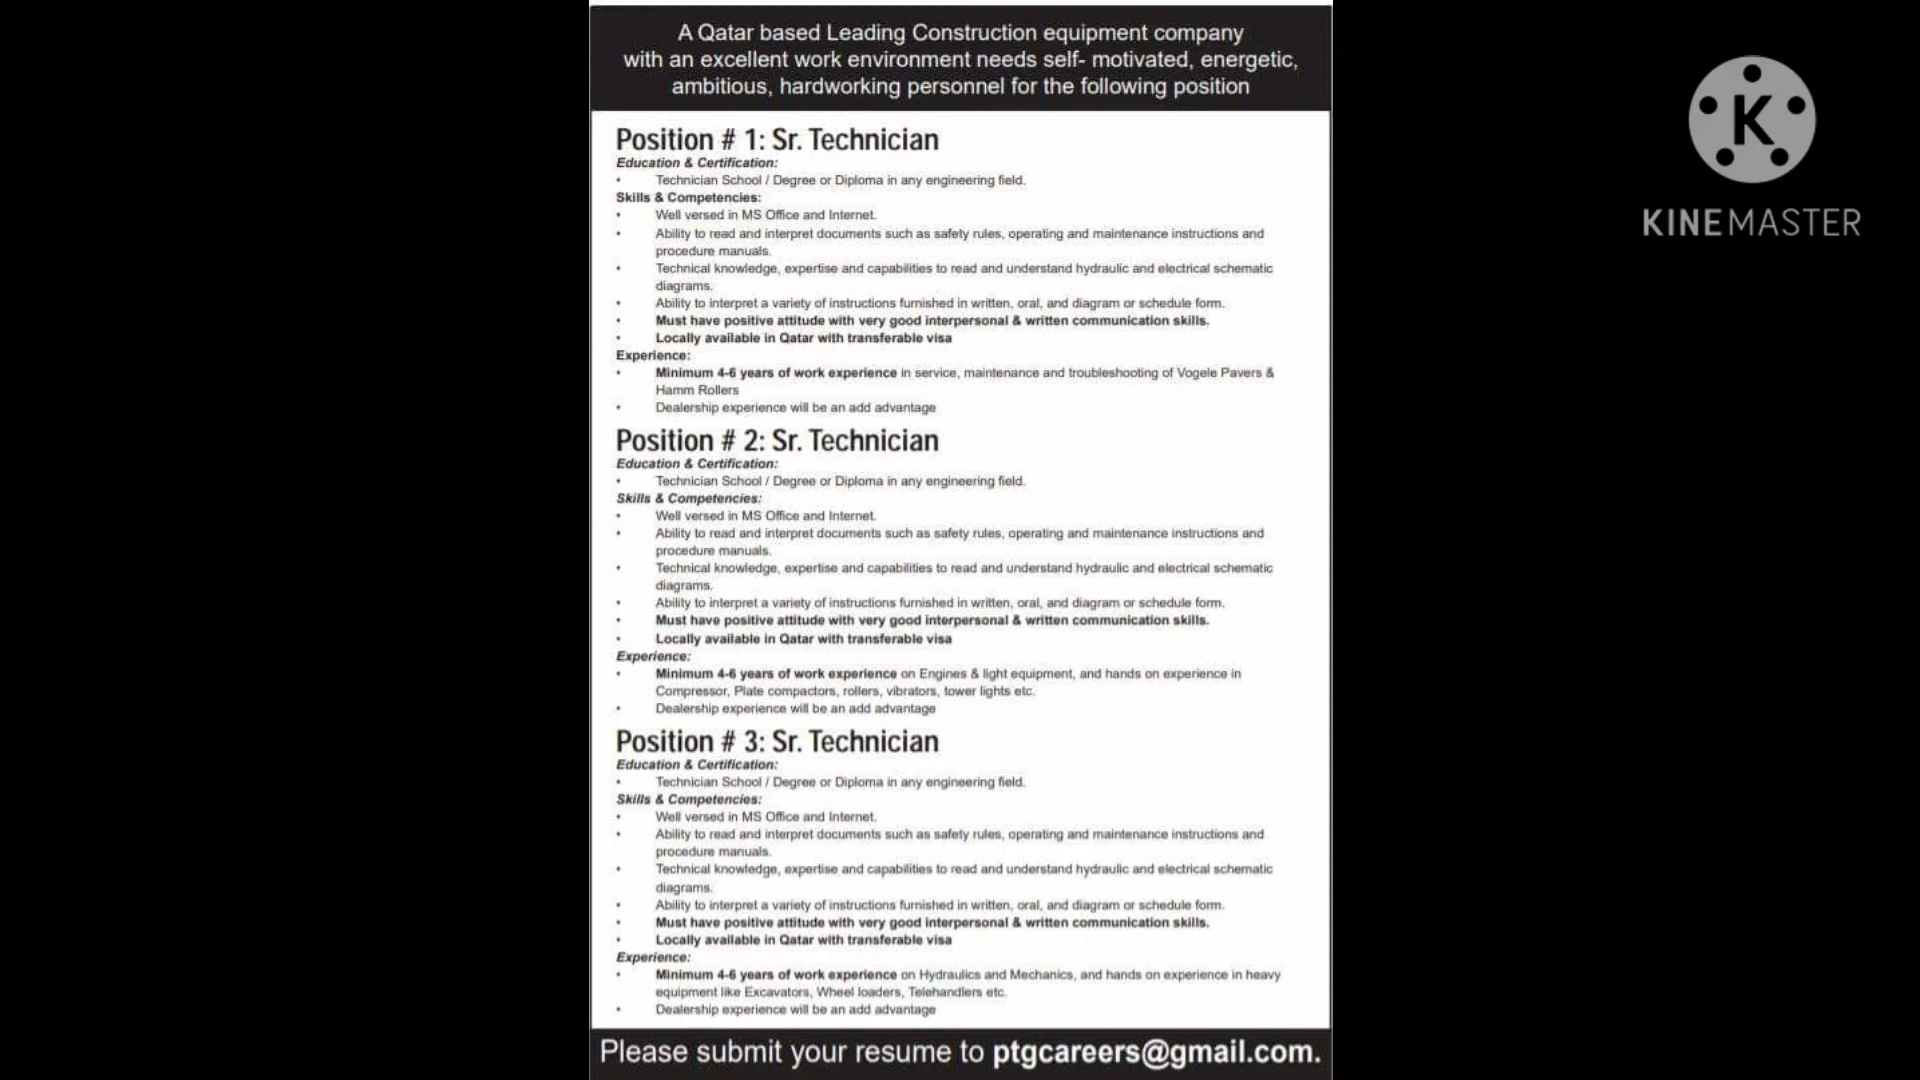 A Qatar based Leading Construction equipment company
with an excellent work environment needs self- motivated, energetic,
ambitious, hardworking personnel for the following position
Position # 1: Sr. Technician
Education & Certification:
• Technician School / Degree or Diploma in any engineering field.
Skills & Competencies:
• Well versed in MS Office and Internet.
• Ability to read and interpret documents such as safety rules, operating and maintenance instructions and
procedure manuals.
• Technical knowledge, expertise and capabilities to read and understand hydraulic and electrical schematic
diagrams.
• Ability to interpret a variety of instructions furnished in written, oral, and diagram or schedule form.
• Must have positive attitude with very good interpersonal & written communication skills.
• Locally available in Qatar with transferable visa
Experience:
• Minimum 4-6 years of work experience in service, maintenance and troubleshooting of Vogele Pavers &
Hamm Rollers
• Dealership experience will be an add advantage
Position # 2: Sr. Technician
Education & Certification:
• Technician School / Degree or Diploma in any engineering field.
Skills & Competencies:
• Well versed in MS Office and Internet.
• Ability to read and interpret documents such as safety rules, operating and maintenance instructions and
procedure manuals.
• Technical knowledge, expertise and capabilities to read and understand hydraulic and electrical schematic
diagrams.
• Ability to interpret a variety of instructions furnished in written, oral, and diagram or schedule form.
• Must have positive attitude with very good interpersonal & written communication skills.
• Locally available in Qatar with transferable visa
Experience:
• Minimum 4-6 years of work experience on Engines & light equipment, and hands on experience in
Compressor, Plate compactors, rollers, vibrators, tower lights etc.
• Dealership experience will be an add advantage
Position # 3: Sr. Technician
Education & Certification:
• Technician School / Degree or Diploma in any engineering field.
Skills & Competencies:
• Well versed in MS Office and Internet.
• Ability to read and interpret documents such as safety rules, operating and maintenance instructions and
procedure manuals.
• Technical knowledge, expertise and capabilities to read and understand hydraulic and electrical schematic
diagrams.
• Ability to interpret a variety of instructions furnished in written, oral, and diagram or schedule form.
• Must have positive attitude with very good interpersonal & written communication skills.
• Locally available in Qatar with transferable visa
Experience:
• Minimum 4-6 years of work experience on Hydraulics and Mechanics, and hands on experience in heavy
equipment like Excavators, Wheel loaders, Telehandlers etc.
• Dealership experience will be an add advantage
Please submit your resume to ptgcareers@gmail.com.
K
KINEMASTER